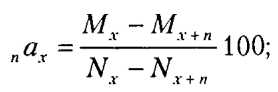 ₙaₓ = (Mₓ − Mₓ₊ₙ) / (Nₓ − Nₓ₊ₙ) 100;